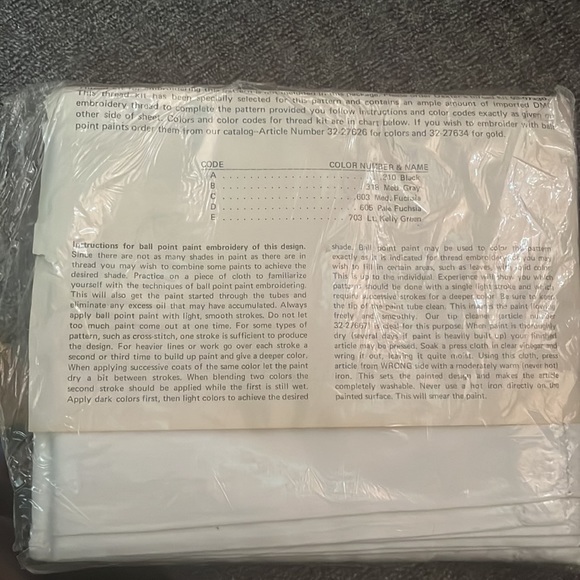 This thread kit has been specially selected for this pattern and contains an ample amount of imported DMC
embroidery thread to complete the pattern provided you follow instructions and color codes exactly as given on
other side of sheet. Colors and color codes for thread kit are in chart below. If you wish to embroider with ball
point paints order them from our catalog–Article Number 32-27626 for colors and 32-27634 for gold.
CODE COLOR NUMBER & NAME
A 310 Black
B 318 Med. Gray
C 603 Med. Fuchsia
D 605 Pale Fuchsia
E 703 Lt. Kelly Green
Instructions for ball point paint embroidery of this design.
Since there are not as many shades in paint as there are in
thread you may wish to combine some paints to achieve the
desired shade. Practice on a piece of cloth to familiarize
yourself with the techniques of ball point paint embroidering.
This will also get the paint started through the tubes and
eliminate any excess oil that may have accumulated. Always
apply ball point paint with light, smooth strokes. Do not let
too much paint come out at one time. For some types of
pattern, such as cross-stitch, one stroke is sufficient to produce
the design. For heavier lines or work go over each stroke a
second or third time to build up paint and give a deeper color.
When applying successive coats of the same color let the paint
dry a bit between strokes. When blending two colors the
second stroke should be applied while the first is still wet.
Apply dark colors first, then light colors to achieve the desired
shade. Ball point paint may be used to color the pattern
exactly as it is indicated for thread embroidery or you may
wish to fill in certain areas, such as leaves, with solid color.
This is up to the individual. Experience will show you which
pattern should be done with a single light stroke and which
require successive strokes for a deeper color. Be sure to keep
the tip of the paint tube clean. This insures the paint flowing
freely and smoothly. Our tip cleaner (article
32-27667) is ideal for this purpose. When paint is thoroughly
dry (several days if paint is heavily built up) your finished
article may be pressed. Soak a press cloth in clear vinegar and
wring it out, leaving it quite moist. Using this cloth, press
article from WRONG side with a moderately warm (never hot)
iron. This sets the painted design and makes the article
completely washable. Never use a hot iron directly on the
painted surface. This will smear the paint.